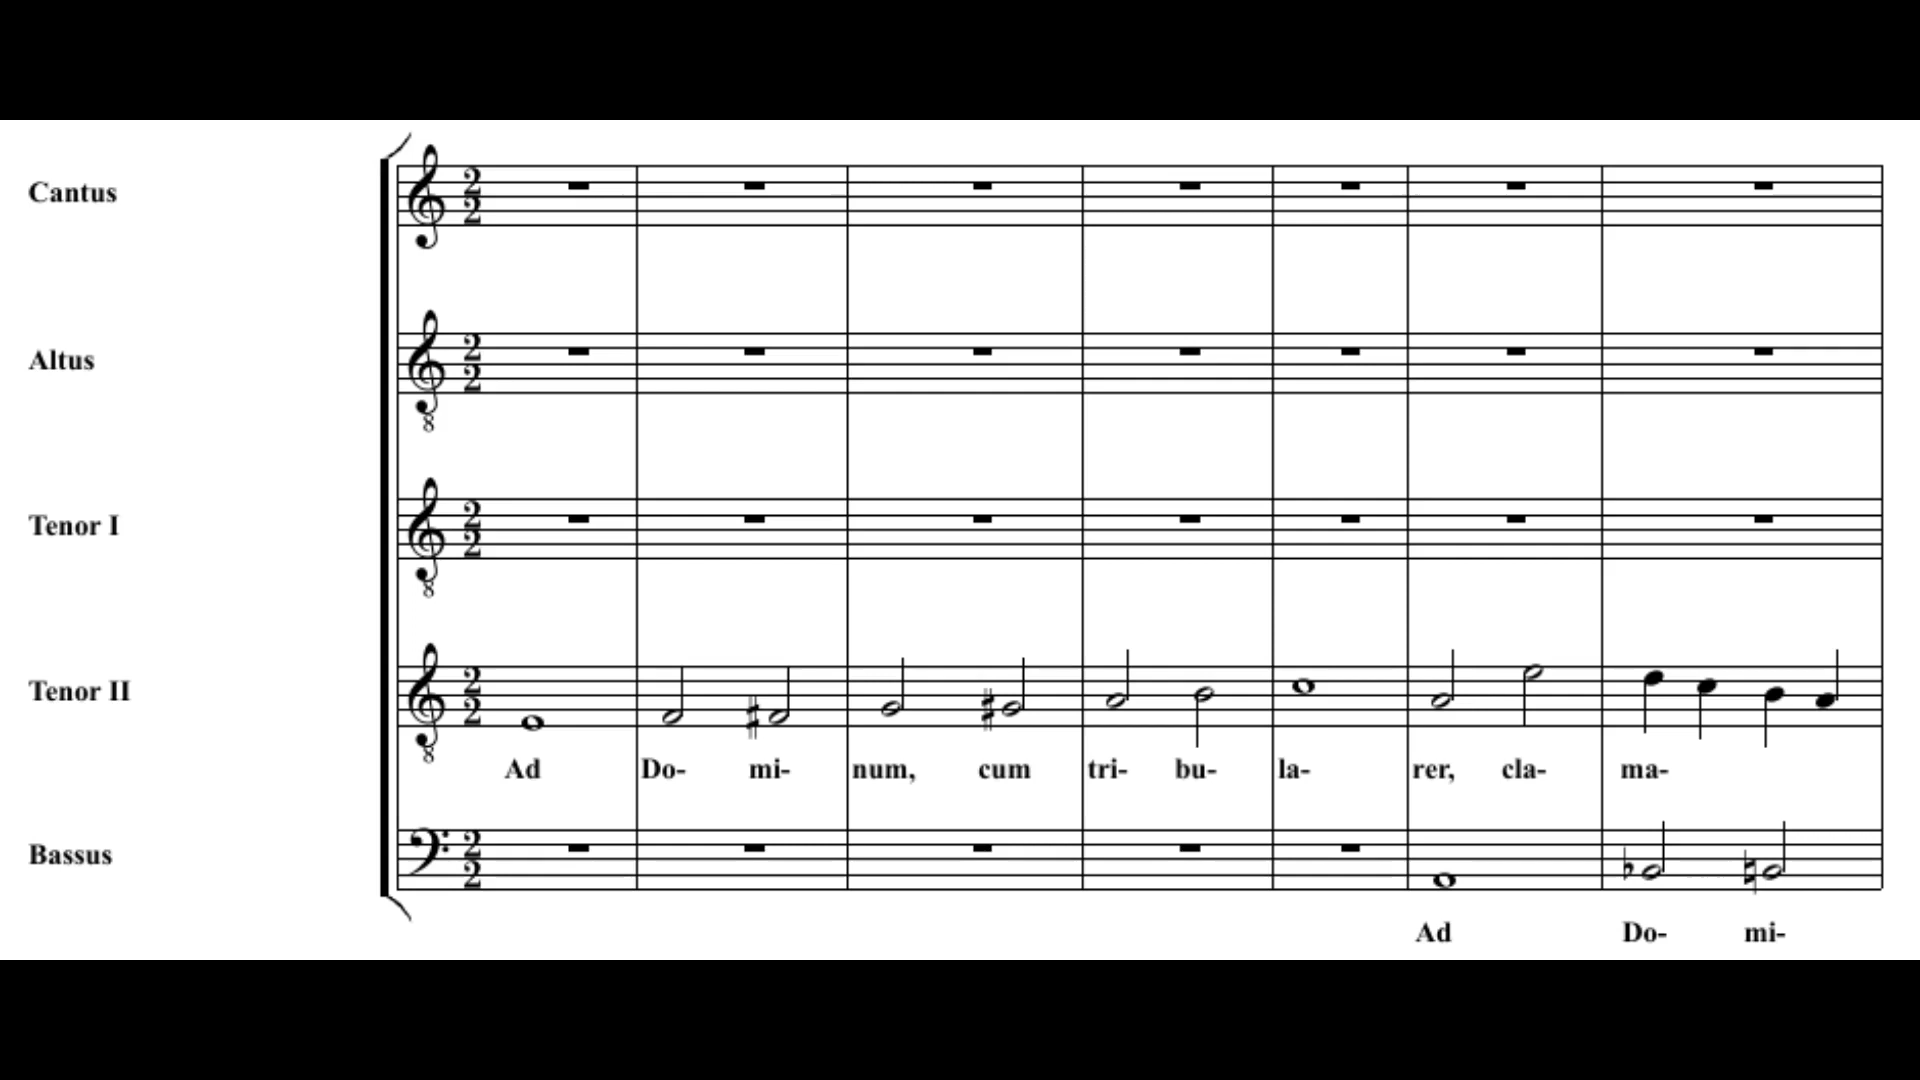 Cantus
Altus
Tenor I
Tenor II
Ad Do- mi- num, cum tri- bu- la- rer, cla- ma-
Bassus
Ad Do- mi-